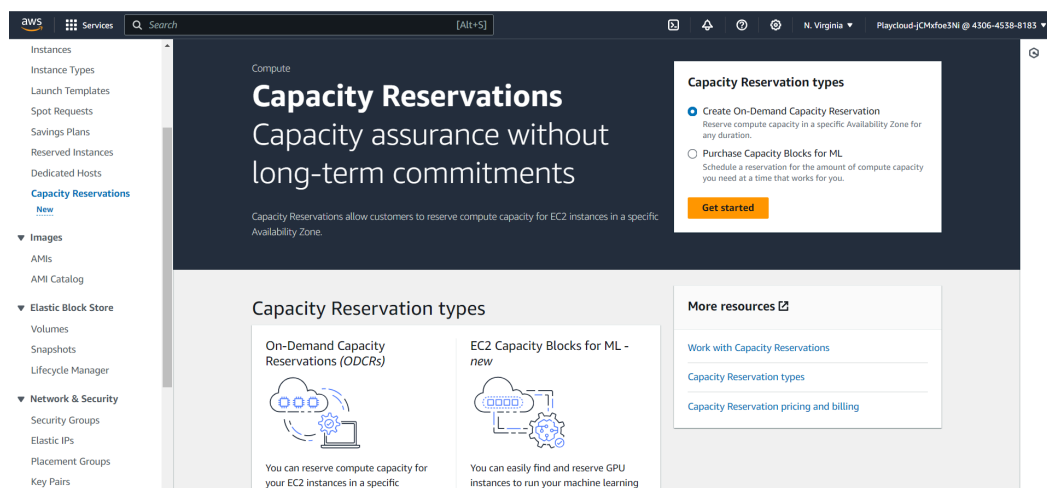 aws
Services
Search
[Alt+S]
N. Virginia ▼
Playcloud-jCMxfoe3Ni @ 4306-4538-8183 ▼
Instances
Instance Types
Launch Templates
Spot Requests
Savings Plans
Reserved Instances
Dedicated Hosts
Capacity Reservations
New
▼ Images
AMIs
AMI Catalog
▼ Elastic Block Store
Volumes
Snapshots
Lifecycle Manager
▼ Network & Security
Security Groups
Elastic IPs
Placement Groups
Key Pairs
Compute
Capacity Reservations
Capacity assurance without
long-term commitments
Capacity Reservations allow customers to reserve compute capacity for EC2 instances in a specific
Availability Zone.
Capacity Reservation types
Create On-Demand Capacity Reservation
Reserve compute capacity in a specific Availability Zone for
any duration.
Purchase Capacity Blocks for ML
Schedule a reservation for the amount of compute capacity
you need at a time that works for you.
Get started
Capacity Reservation types
On-Demand Capacity
Reservations (ODCRs)
You can reserve compute capacity for
your EC2 instances in a specific
EC2 Capacity Blocks for ML -
new
You can easily find and reserve GPU
instances to run your machine learning
More resources
Work with Capacity Reservations
Capacity Reservation types
Capacity Reservation pricing and billing